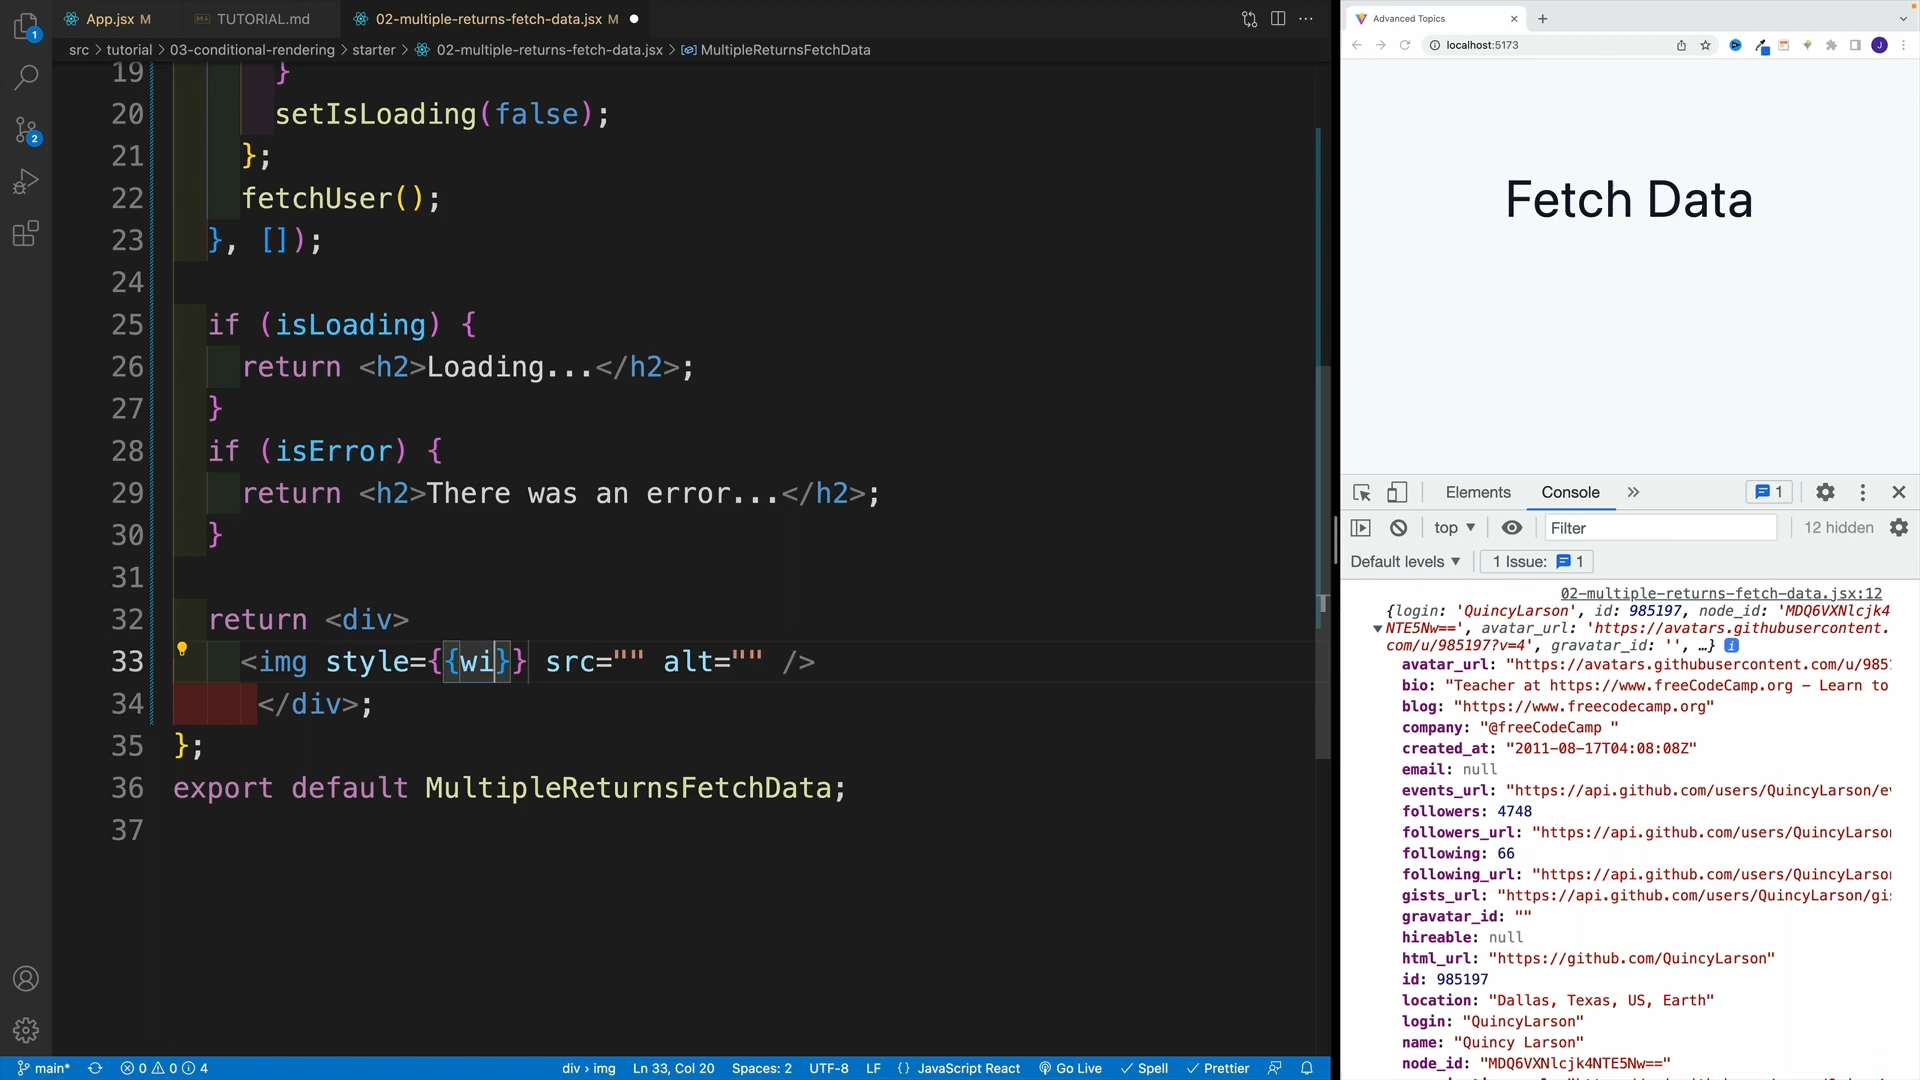 App.jsx M
TUTORIAL.md
02-multiple-returns-fetch-data.jsx M
src > tutorial > 03-conditional-rendering > starter > 02-multiple-returns-fetch-data.jsx > MultipleReturnsFetchData
19 }
20 setIsLoading(false);
21 };
22 fetchUser();
23 }, []);
24
25 if (isLoading) {
26 return <h2>Loading...</h2>;
27 }
28 if (isError) {
29 return <h2>There was an error...</h2>;
30 }
31
32 return <div>
33 <img style={{wi}} src="" alt="" />
34 </div>;
35 };
36 export default MultipleReturnsFetchData;
37
1
2
main*
0 0 4
div › img
Ln 33, Col 20
Spaces: 2
UTF-8
LF
{ } JavaScript React
Go Live
Spell
Prettier
Advanced Topics
localhost:5173
J
Fetch Data
Elements
Console
1
top
Filter
12 hidden
Default levels
1 Issue: 1
02-multiple-returns-fetch-data.jsx:12
{login: 'QuincyLarson', id: 985197, node_id: 'MDQ6VXNlcjk4
NTE5Nw==', avatar_url: 'https://avatars.githubusercontent.
com/u/985197?v=4', gravatar_id: '', …} i
avatar_url: "https://avatars.githubusercontent.com/u/985
bio: "Teacher at https://www.freeCodeCamp.org – Learn to
blog: "https://www.freecodecamp.org"
company: "@freeCodeCamp "
created_at: "2011-08-17T04:08:08Z"
email: null
events_url: "https://api.github.com/users/QuincyLarson/ev
followers: 4748
followers_url: "https://api.github.com/users/QuincyLarson
following: 66
following_url: "https://api.github.com/users/QuincyLarson
gists_url: "https://api.github.com/users/QuincyLarson/gis
gravatar_id: ""
hireable: null
html_url: "https://github.com/QuincyLarson"
id: 985197
location: "Dallas, Texas, US, Earth"
login: "QuincyLarson"
name: "Quincy Larson"
node_id: "MDQ6VXNlcjk4NTE5Nw=="